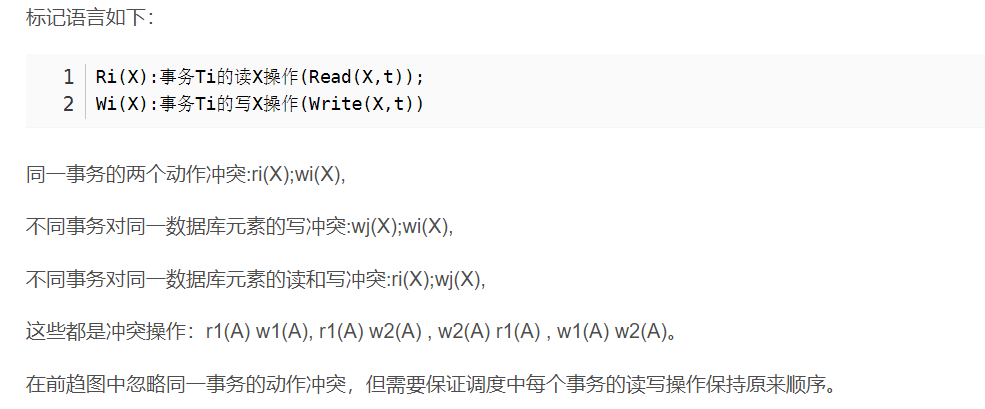 标记语言如下：
1 Ri(X):事务Ti的读X操作(Read(X,t));
2 Wi(X):事务Ti的写X操作(Write(X,t))
同一事务的两个动作冲突:ri(X);wi(X),
不同事务对同一数据库元素的写冲突:wj(X);wi(X),
不同事务对同一数据库元素的读和写冲突:ri(X);wj(X),
这些都是冲突操作：r1(A) w1(A), r1(A) w2(A) , w2(A) r1(A) , w1(A) w2(A)。
在前趋图中忽略同一事务的动作冲突，但需要保证调度中每个事务的读写操作保持原来顺序。